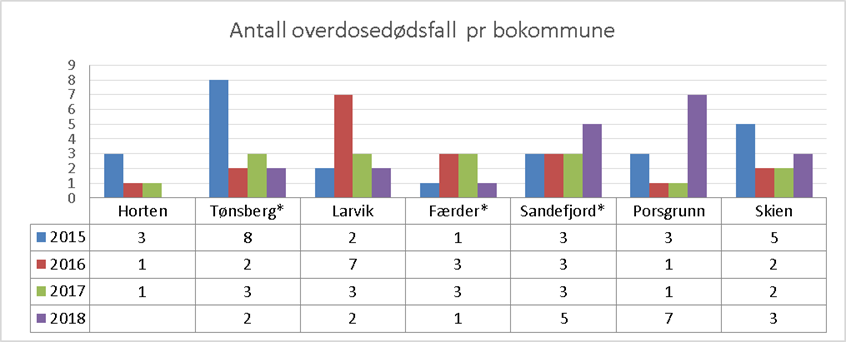 Antall overdosedødsfall pr bokommune
9
8
7
6
5
4
3
2
1
Horten Tønsberg* Larvik Færder* Sandefjord* Porsgrunn Skien
2015 3 8 2 1 3 3 5
2016 1 2 7 3 3 1 2
2017 1 3 3 3 3 1 2
2018 2 2 1 5 7 3